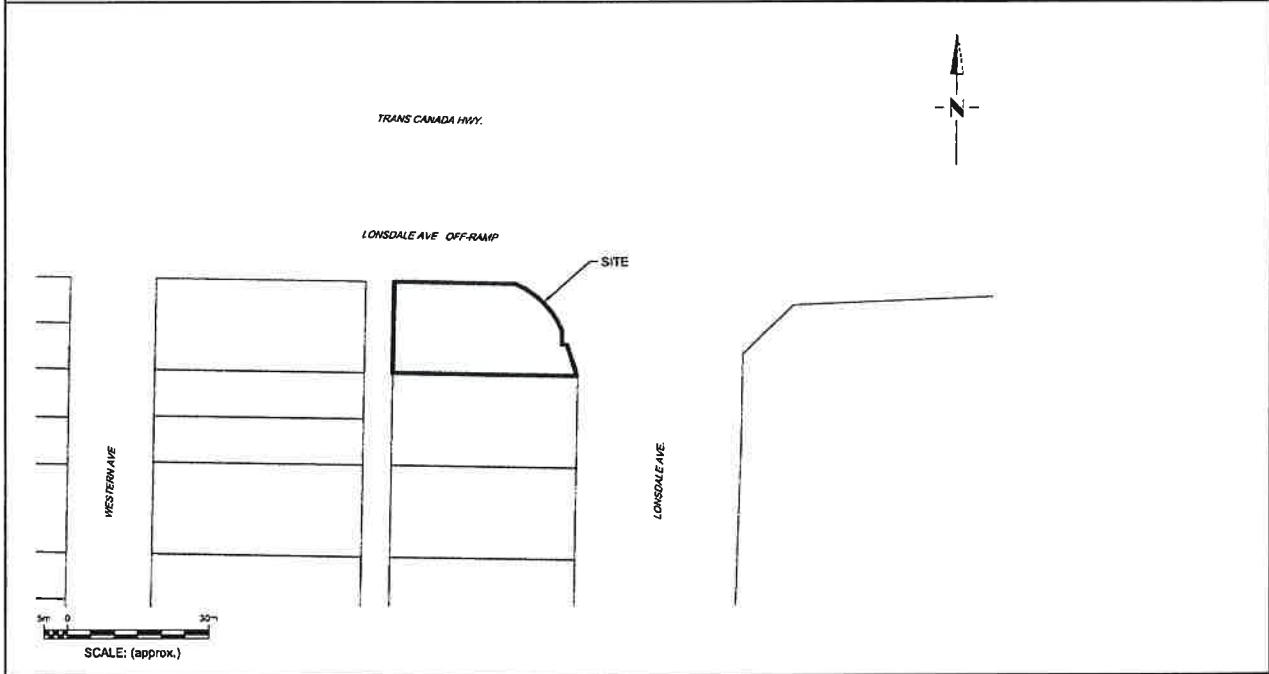 TRANS CANADA HWY.
-N-
LONSDALE AVE OFF-RAMP
SITE
WESTERN AVE
LONSDALE AVE.
5m 0 30m
SCALE: (approx.)